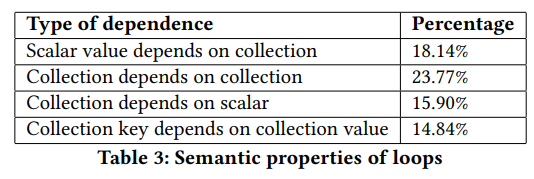 Type of dependence Percentage
Scalar value depends on collection 18.14%
Collection depends on collection 23.77%
Collection depends on scalar 15.90%
Collection key depends on collection value 14.84%
Table 3: Semantic properties of loops